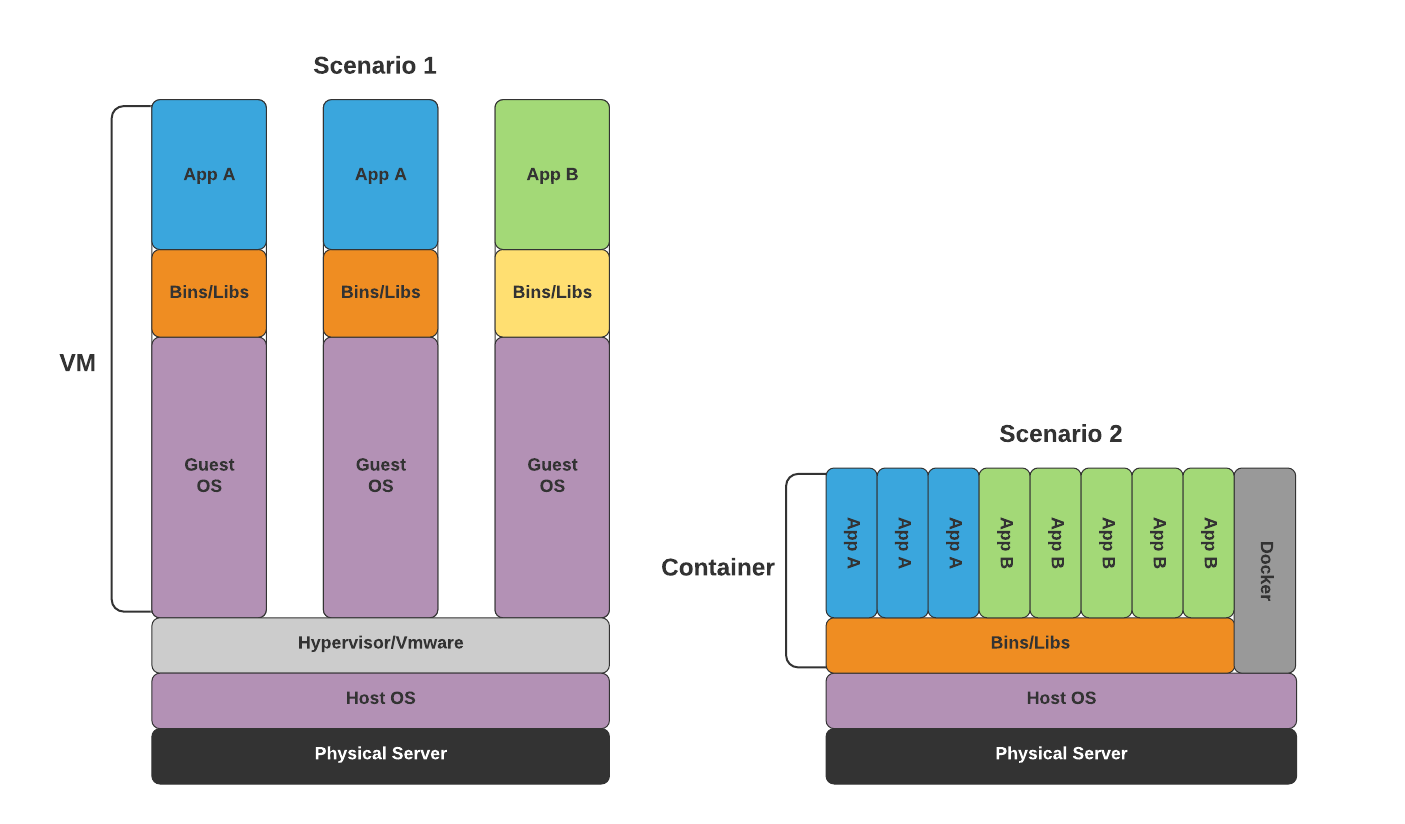 Scenario 1
App A
App A
App B
Bins/Libs
Bins/Libs
Bins/Libs
VM
Guest
OS
Guest
OS
Guest
OS
Hypervisor/Vmware
Host OS
Physical Server
Scenario 2
Container
App A
App A
App A
App B
App B
App B
App B
App B
Docker
Bins/Libs
Host OS
Physical Server